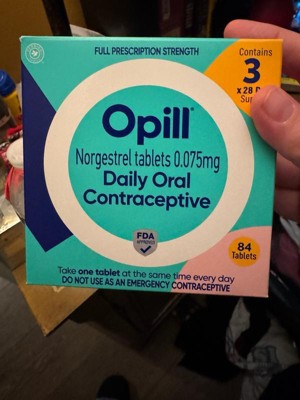 FULL PRESCRIPTION STRENGTH
Contains
3
x 28 D
Su
Opill®
Norgestrel tablets 0.075mg
Daily Oral
Contraceptive
FDA
84
Tablets
Take one tablet at the same time every day
DO NOT USE AS AN EMERGENCY CONTRACEPTIVE